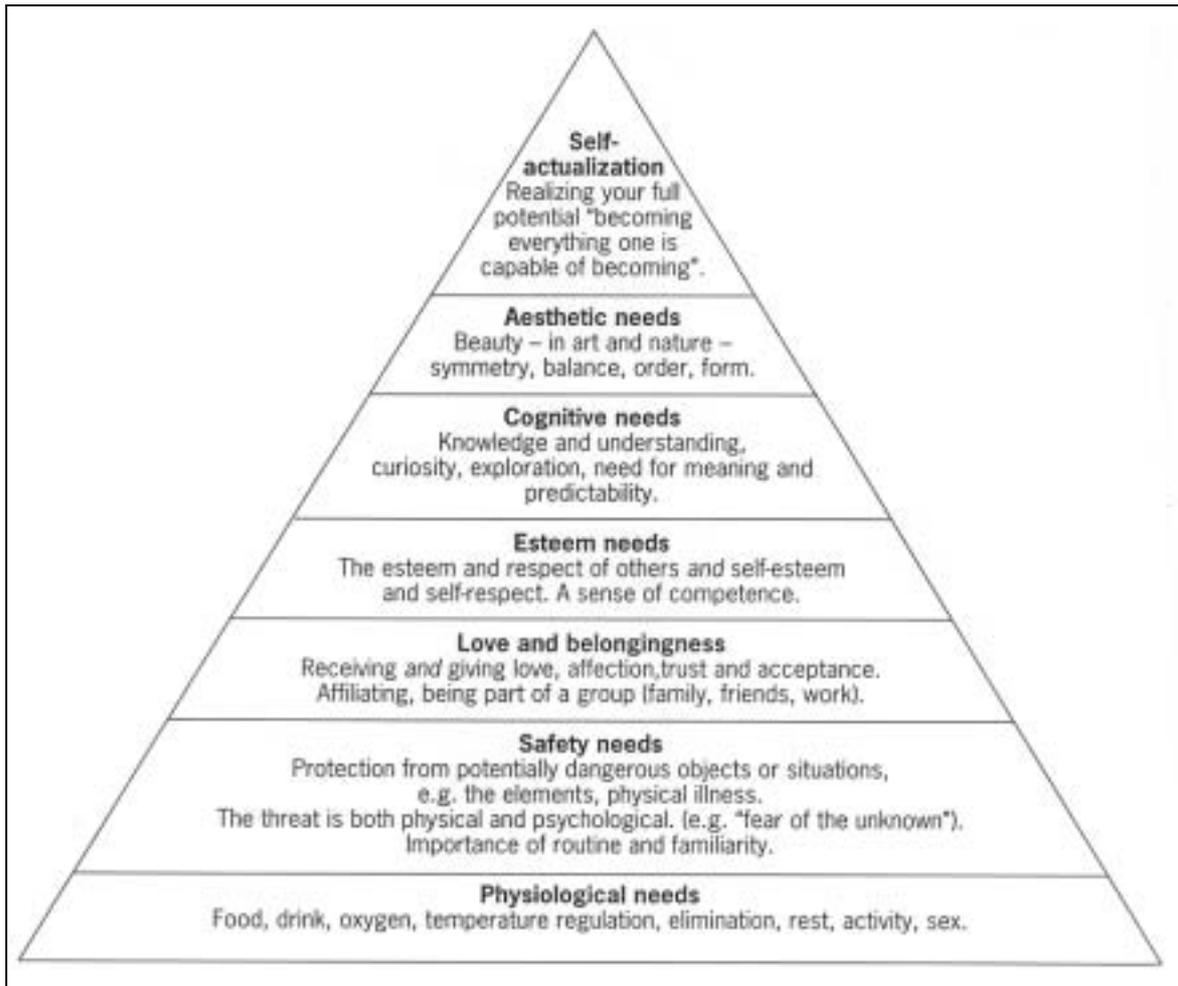 Self-
actualization
Realizing your full
potential "becoming
everything one is
capable of becoming".
Aesthetic needs
Beauty – in art and nature –
symmetry, balance, order, form.
Cognitive needs
Knowledge and understanding,
curiosity, exploration, need for meaning and
predictability.
Esteem needs
The esteem and respect of others and self-esteem
and self-respect. A sense of competence.
Love and belongingness
Receiving and giving love, affection,trust and acceptance.
Affiliating, being part of a group (family, friends, work).
Safety needs
Protection from potentially dangerous objects or situations,
e.g. the elements, physical illness.
The threat is both physical and psychological. (e.g. "fear of the unknown").
Importance of routine and familiarity.
Physiological needs
Food, drink, oxygen, temperature regulation, elimination, rest, activity, sex.